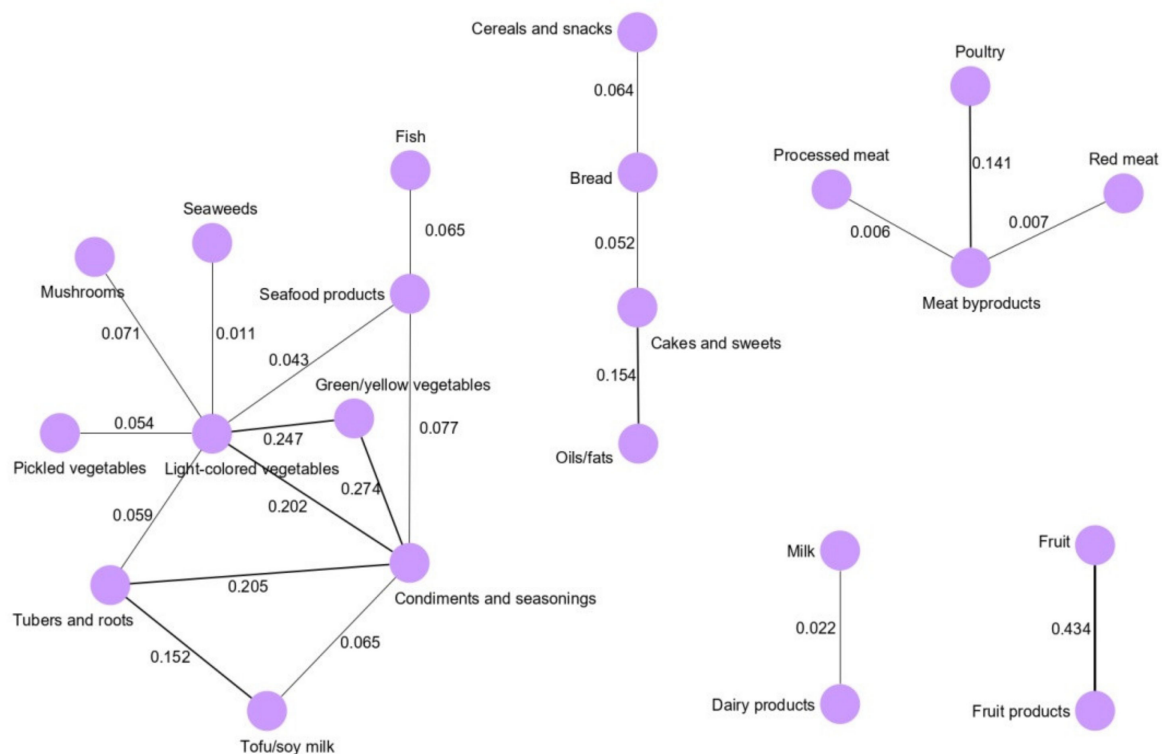 Cereals and snacks
Poultry
0.064
Fish
Processed meat
0.141
Red meat
Bread
Seaweeds
0.065
0.006
0.007
0.052
Mushrooms
Seafood products
Meat byproducts
0.071
0.011
0.043
Cakes and sweets
0.154
Green/yellow vegetables
0.054
0.247
0.077
Pickled vegetables
Light-colored vegetables
Oils/fats
0.274
0.202
0.059
Milk
Fruit
0.205
Tubers and roots
Condiments and seasonings
0.022
0.434
0.152
0.065
Dairy products
Fruit products
Tofu/soy milk